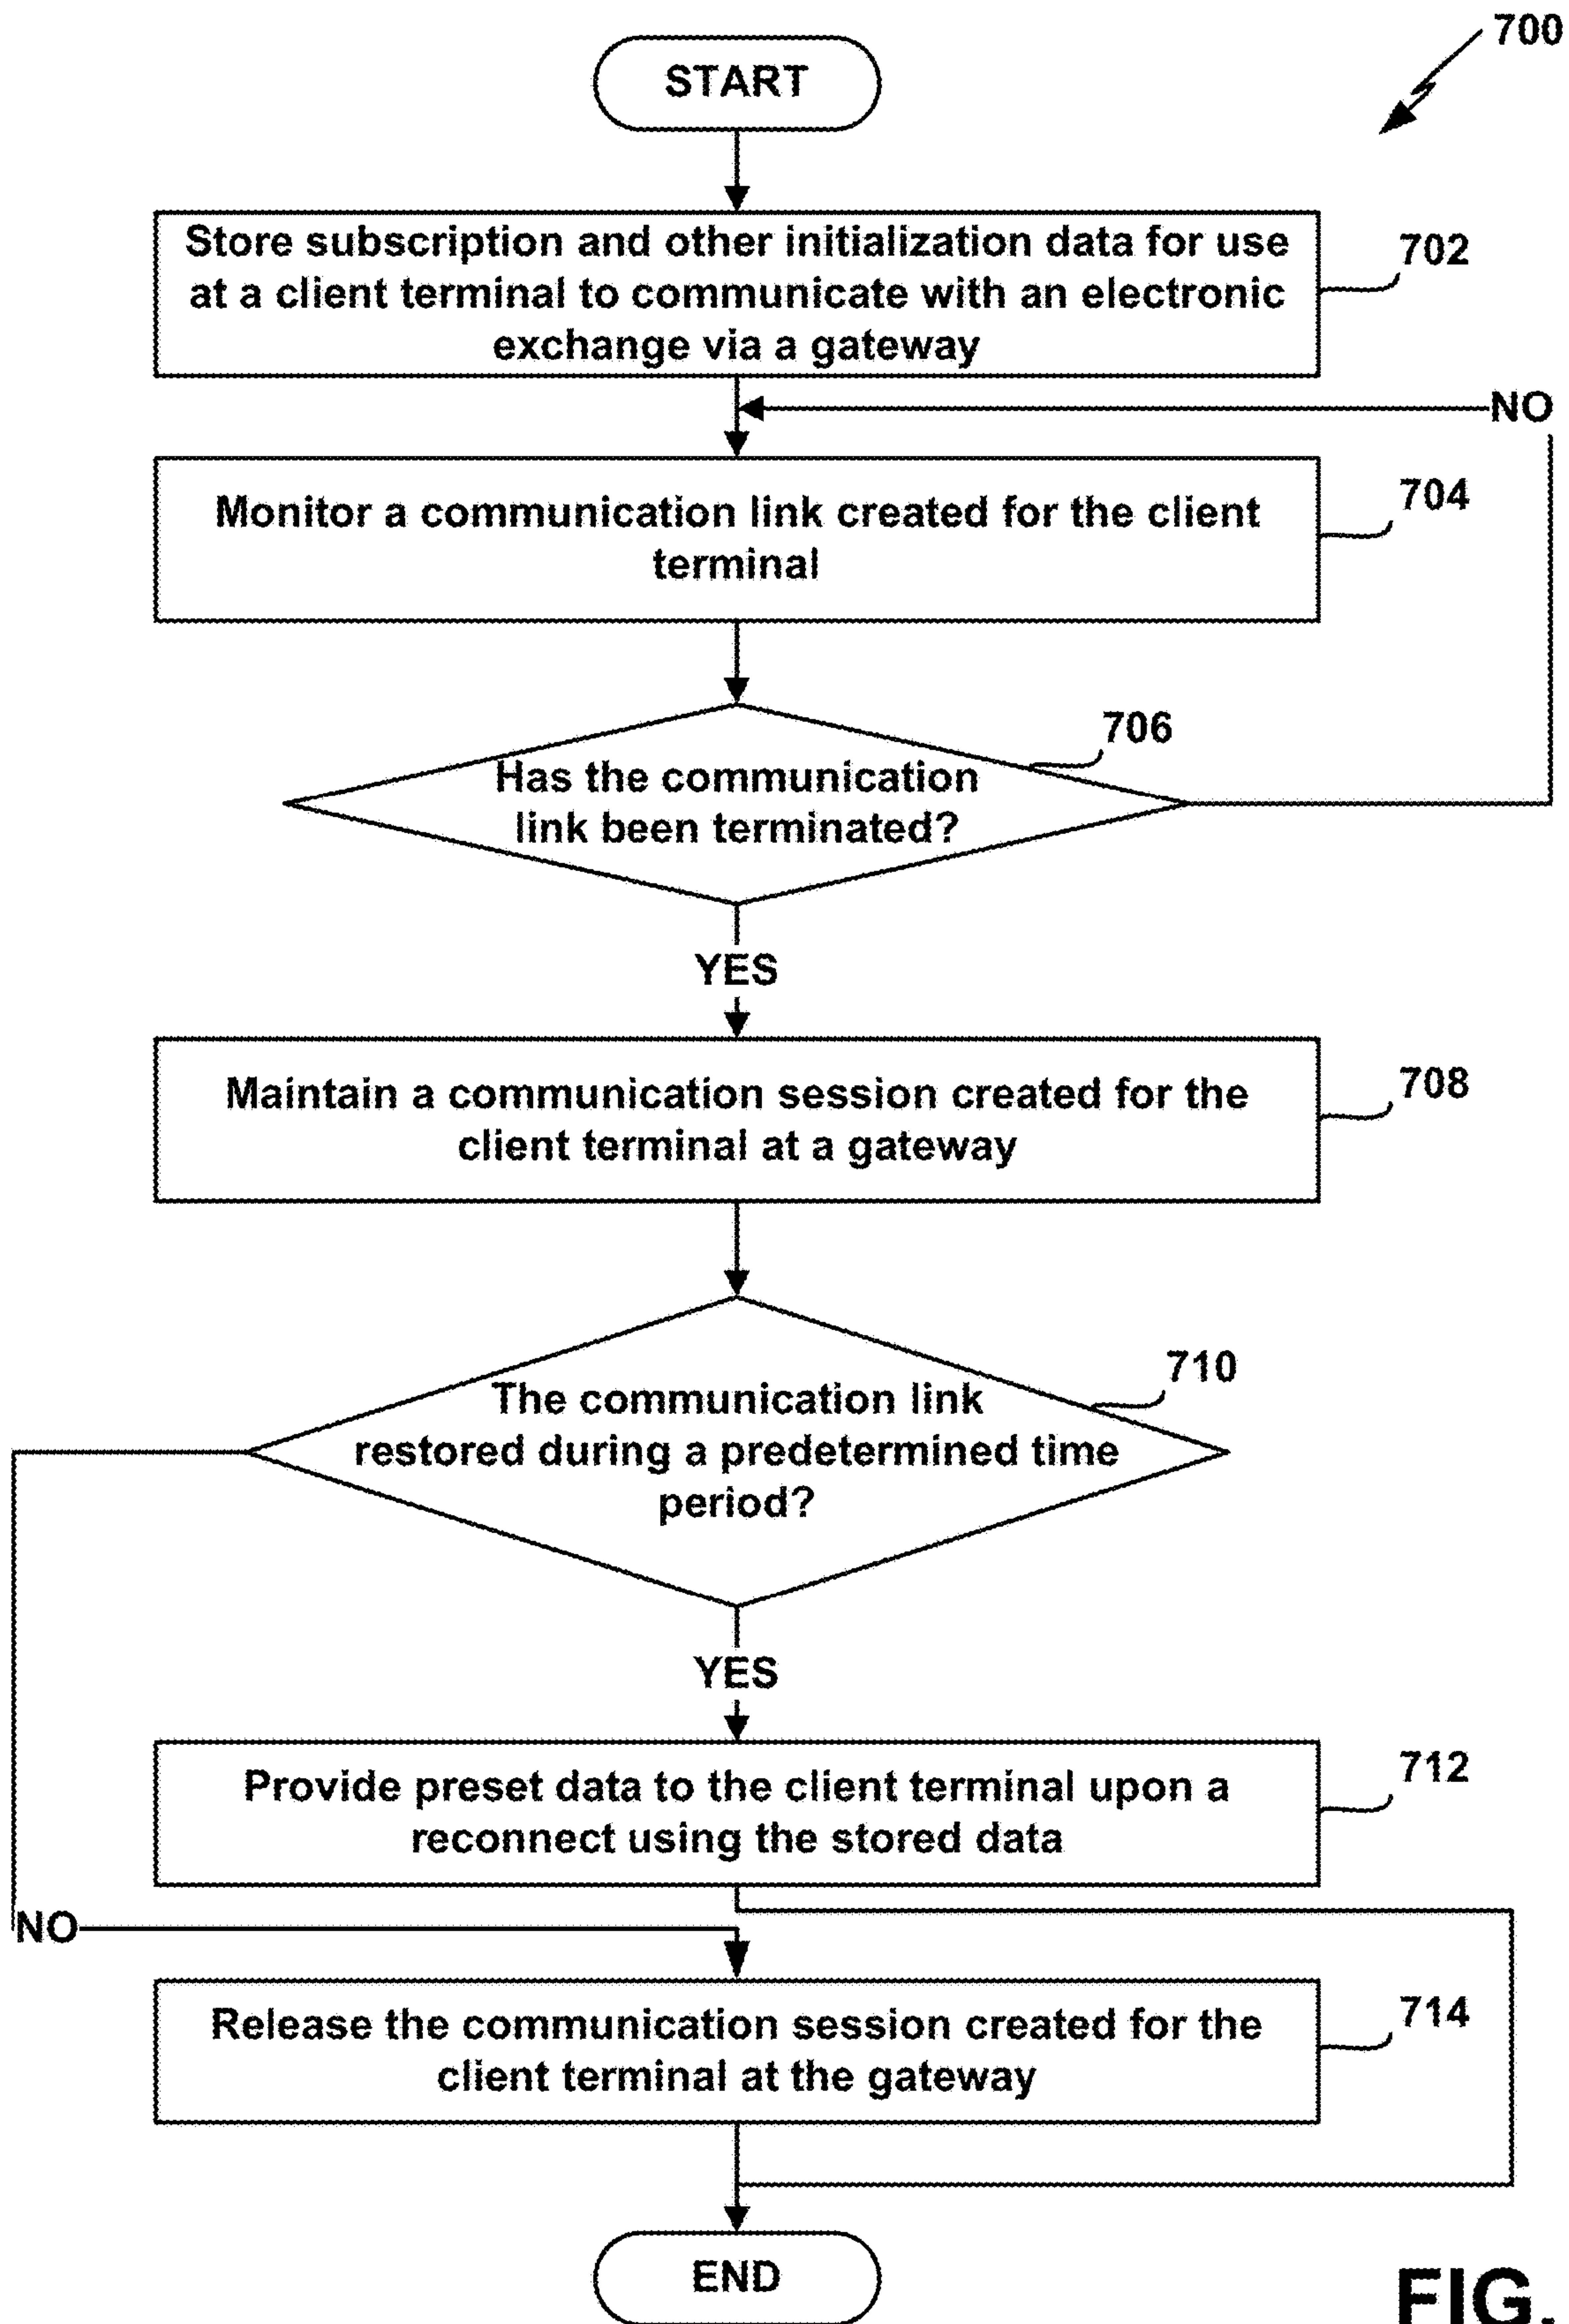 700
START
Store subscription and other initialization data for use
at a client terminal to communicate with an electronic
exchange via a gateway
702
NO
Monitor a communication link created for the client
terminal
704
706
Has the communication
link been terminated?
YES
Maintain a communication session created for the
client terminal at a gateway
708
710
The communication link
restored during a predetermined time
period?
YES
Provide preset data to the client terminal upon a
reconnect using the stored data
712
NO
Release the communication session created for the
client terminal at the gateway
714
END
FIG.